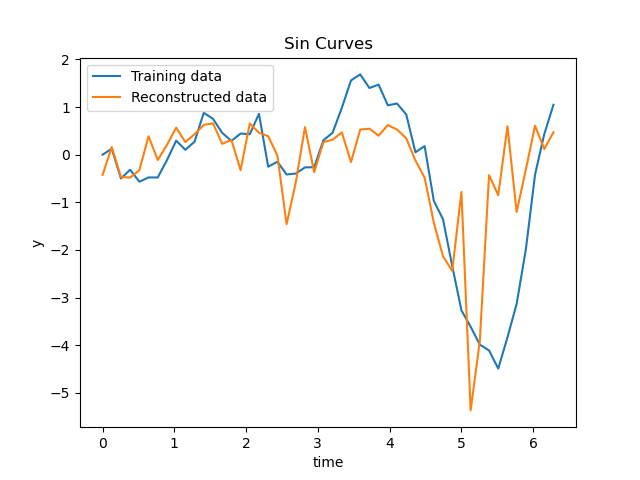 Sin Curves
Training data
Reconstructed data
2
1
0
−1
−2
−3
−4
−5
y
0 1 2 3 4 5 6
time